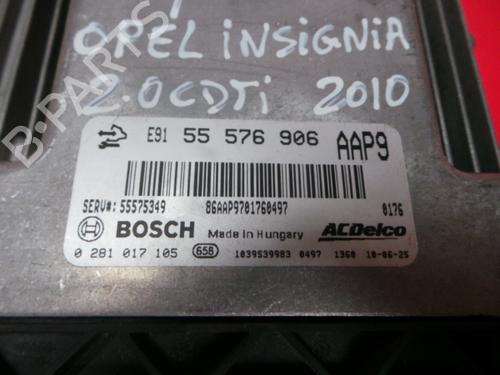 OPEL INSIGNIA
2.0CDTi 2010
E91 55 576 906 AAP9
SERV#: 55575349 86AAP9701760497 0176
BOSCH Made in Hungary ACDelco
0 281 017 105 658 1039S39983 0497 1360 10-06-25
B-PARTS